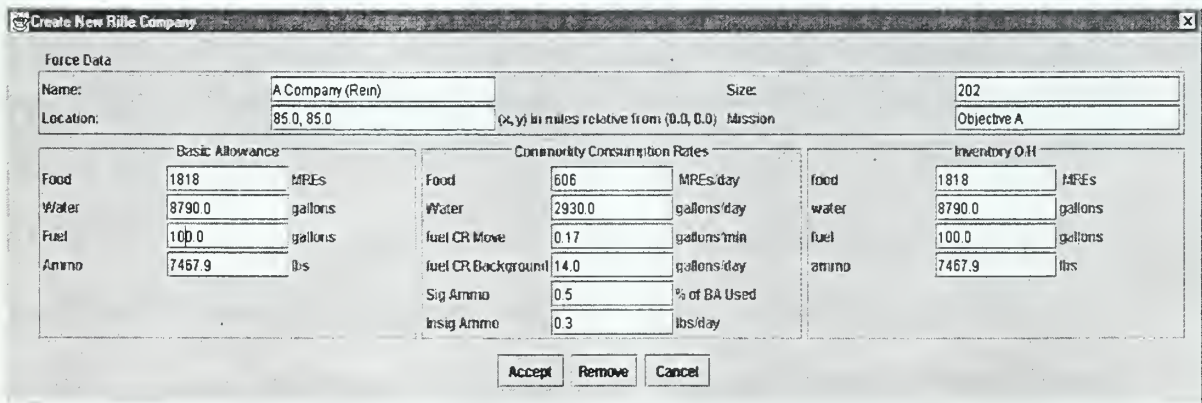 Create New Rifle Company
Force Data
Name: A Company (Rein) Size: 202
Location: 85.0, 85.0 (x, y) in miles relative from (0.0, 0.0) Mission Objective A
Basic Allowance
Food 1818 MREs
Water 8790.0 gallons
Fuel 100.0 gallons
Ammo 7467.9 lbs
Commodity Consumption Rates
Food 606 MREs/day
Water 2930.0 gallons/day
fuel CR Move 0.17 gallons/min
fuel CR Background 14.0 gallons/day
Sig Ammo 0.5 % of BA Used
Insig Ammo 0.3 lbs/day
Inventory O/H
food 1818 MREs
water 8790.0 gallons
fuel 100.0 gallons
ammo 7467.9 lbs
Accept Remove Cancel